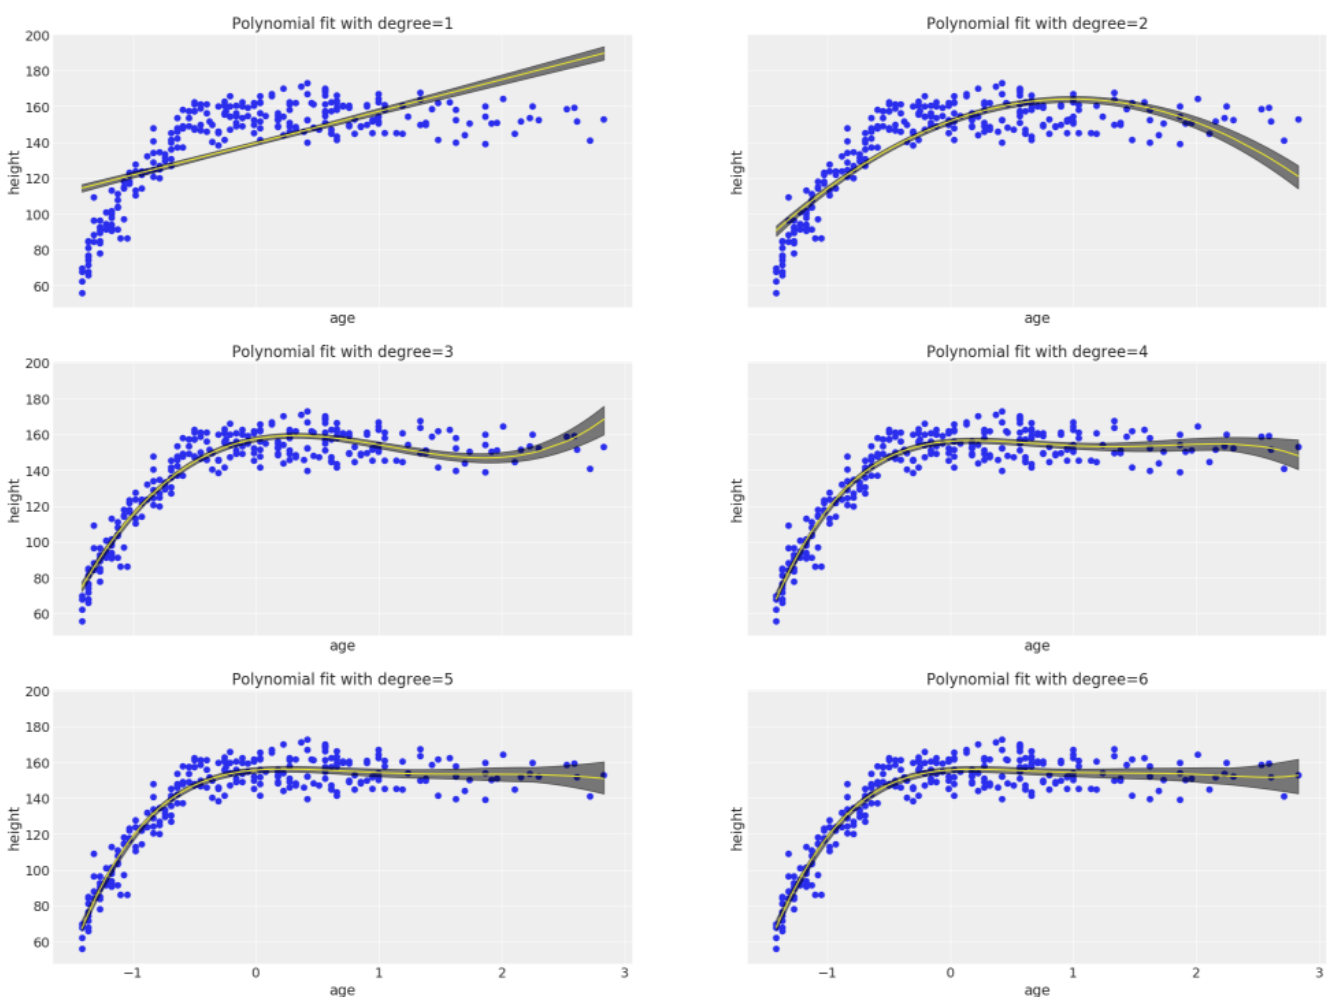 Polynomial fit with degree=1
Polynomial fit with degree=2
200
180
160
140
120
100
80
60
height
height
age
age
Polynomial fit with degree=3
Polynomial fit with degree=4
200
180
160
140
120
100
80
60
height
height
age
age
Polynomial fit with degree=5
Polynomial fit with degree=6
200
180
160
140
120
100
80
60
height
height
−1 0 1 2 3
−1 0 1 2 3
age
age